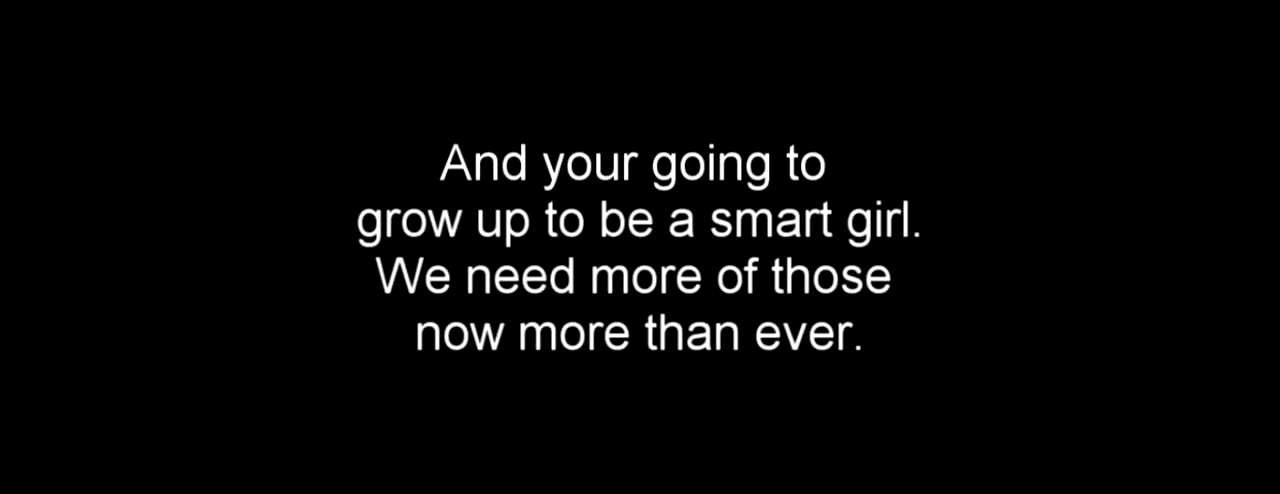 And your going to
grow up to be a smart girl.
We need more of those
now more than ever.